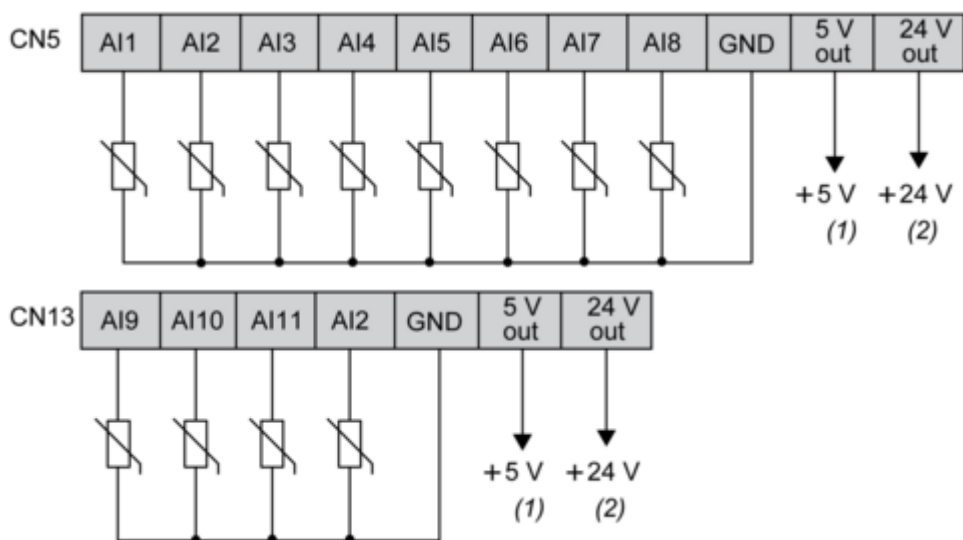 CN5 AI1 AI2 AI3 AI4 AI5 AI6 AI7 AI8 GND 5 V out 24 V out
+5 V +24 V
(1) (2)
CN13 AI9 AI10 AI11 AI2 GND 5 V out 24 V out
+5 V +24 V
(1) (2)